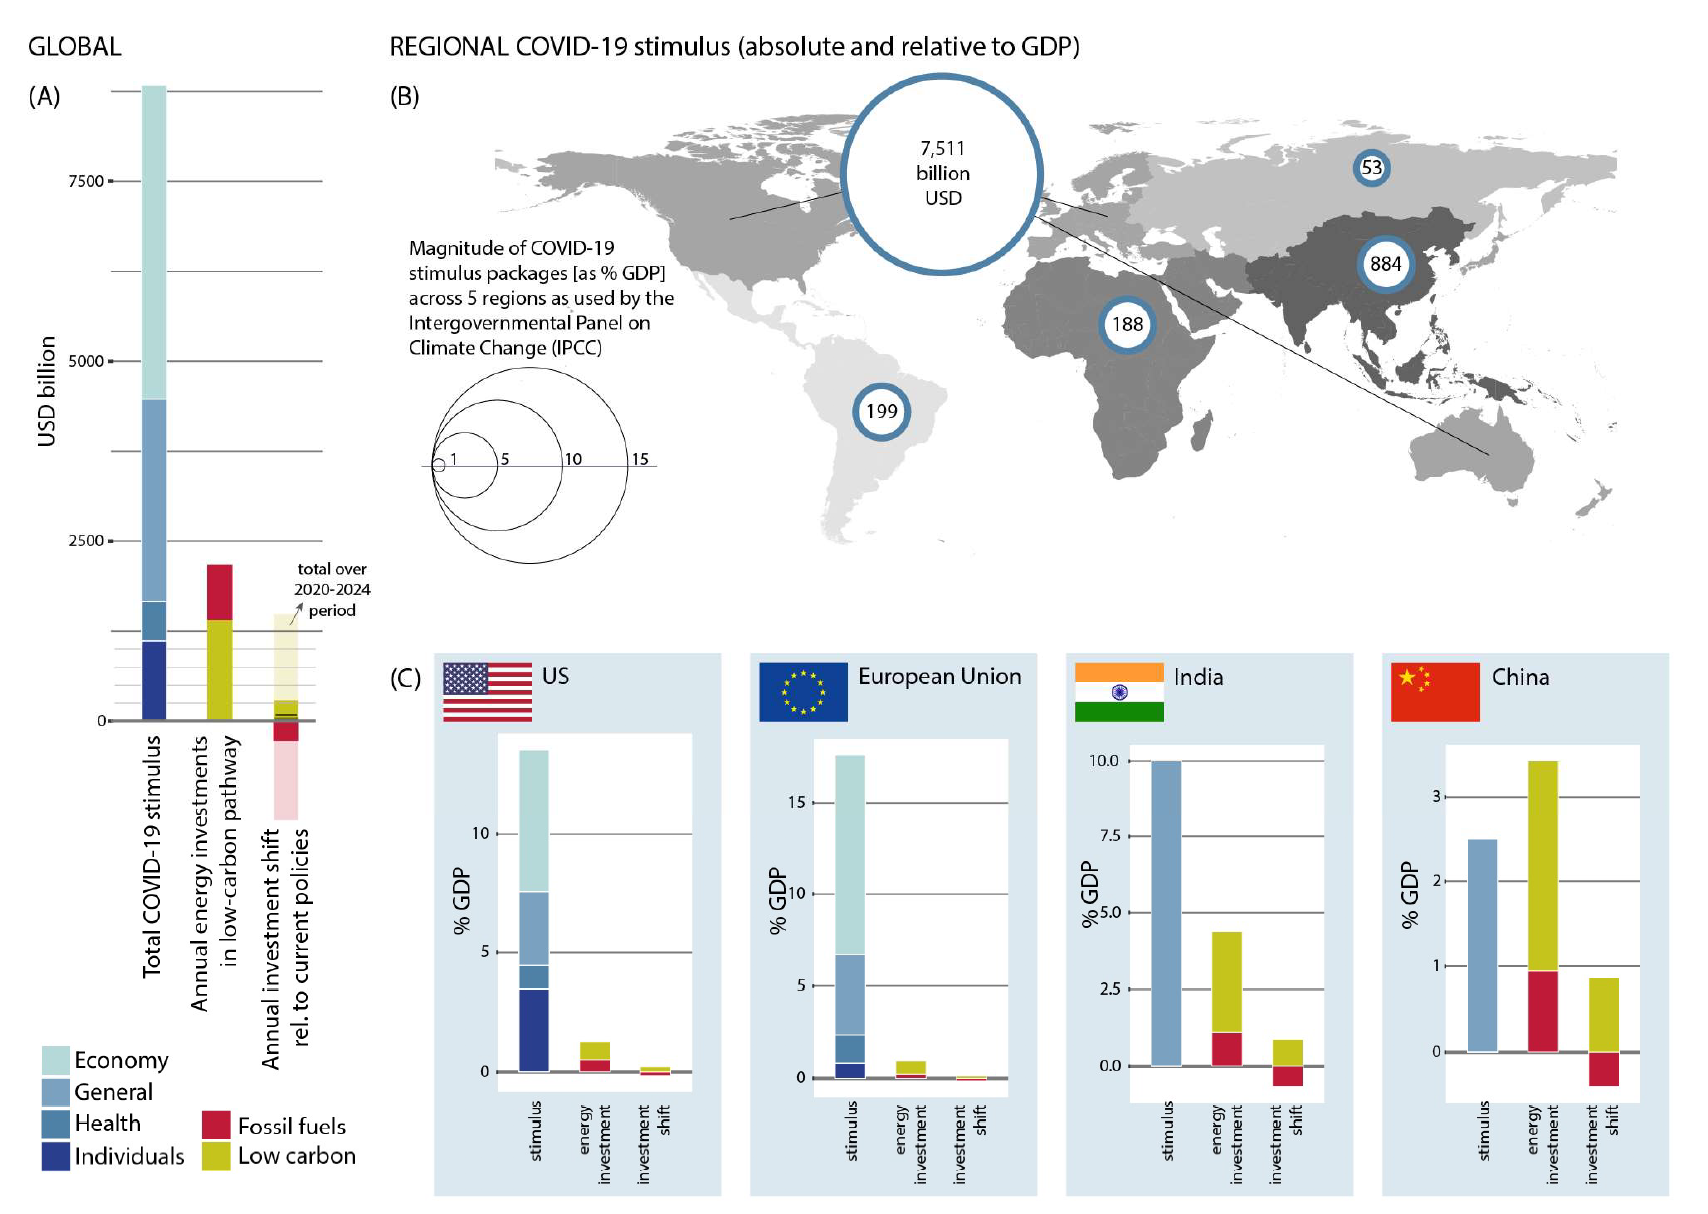 GLOBAL
(A)
USD billion
7500
5000
2500
0
total over
2020-2024
period
Total COVID-19 stimulus
Annual energy investments
in low-carbon pathway
Annual investment shift
rel. to current policies
Economy
General
Health
Individuals
Fossil fuels
Low carbon
REGIONAL COVID-19 stimulus (absolute and relative to GDP)
(B)
7,511
billion
USD
53
884
188
199
Magnitude of COVID-19
stimulus packages [as % GDP]
across 5 regions as used by the
Intergovernmental Panel on
Climate Change (IPCC)
1
5
10
15
(C)
US
% GDP
10
5
0
stimulus
energy
investment
investment
shift
European Union
% GDP
15
10
5
0
stimulus
energy
investment
investment
shift
India
% GDP
10.0
7.5
5.0
2.5
0.0
stimulus
energy
investment
investment
shift
China
% GDP
3
2
1
0
stimulus
energy
investment
investment
shift